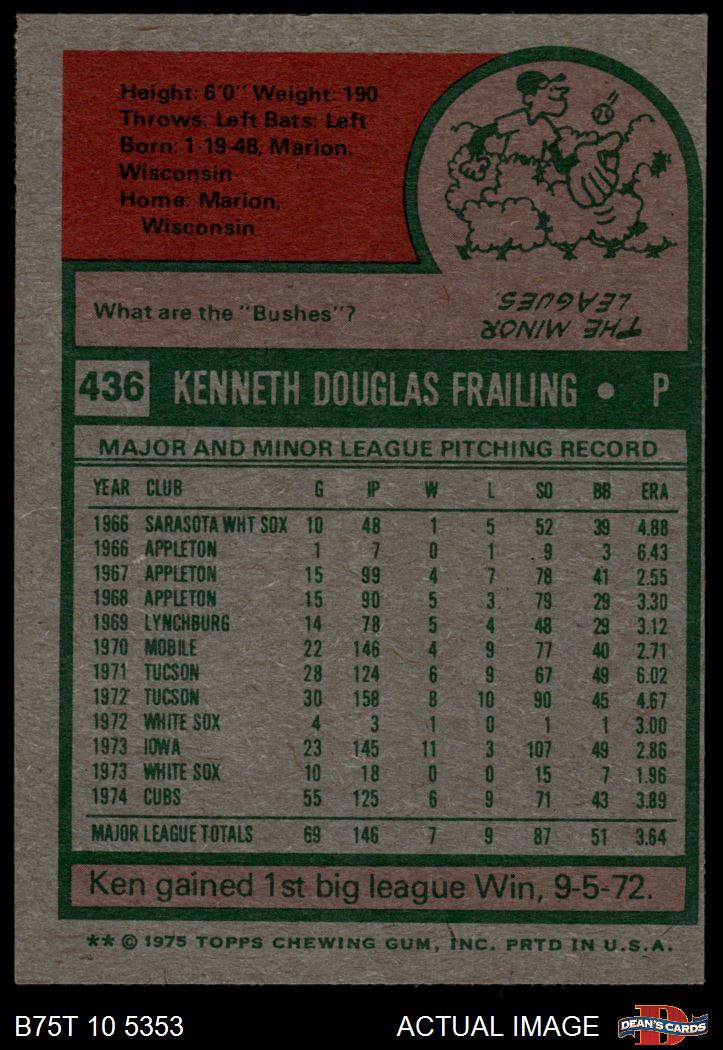 Height: 6'0" Weight: 190
Throws: Left Bats: Left
Born: 1-19-48, Marion,
Wisconsin
Home: Marion,
Wisconsin
What are the "Bushes"?
THE MINOR
LEAGUES.
436 KENNETH DOUGLAS FRAILING • P
MAJOR AND MINOR LEAGUE PITCHING RECORD
YEAR CLUB G IP W L SO BB ERA
1966 SARASOTA WHT SOX 10 48 1 5 52 39 4.88
1966 APPLETON 1 7 0 1 9 3 6.43
1967 APPLETON 15 99 4 7 78 41 2.55
1968 APPLETON 15 90 5 3 79 29 3.30
1969 LYNCHBURG 14 78 5 4 48 29 3.12
1970 MOBILE 22 146 4 9 77 40 2.71
1971 TUCSON 28 124 6 9 67 49 6.02
1972 TUCSON 30 158 8 10 90 45 4.67
1972 WHITE SOX 4 3 1 0 1 1 3.00
1973 IOWA 23 145 11 3 107 49 2.86
1973 WHITE SOX 10 18 0 0 15 7 1.96
1974 CUBS 55 125 6 9 71 43 3.89
MAJOR LEAGUE TOTALS 69 146 7 9 87 51 3.64
Ken gained 1st big league Win, 9-5-72.
** © 1975 TOPPS CHEWING GUM, INC. PRTD IN U.S.A.
B75T 10 5353 ACTUAL IMAGE
DEAN'S CARDS